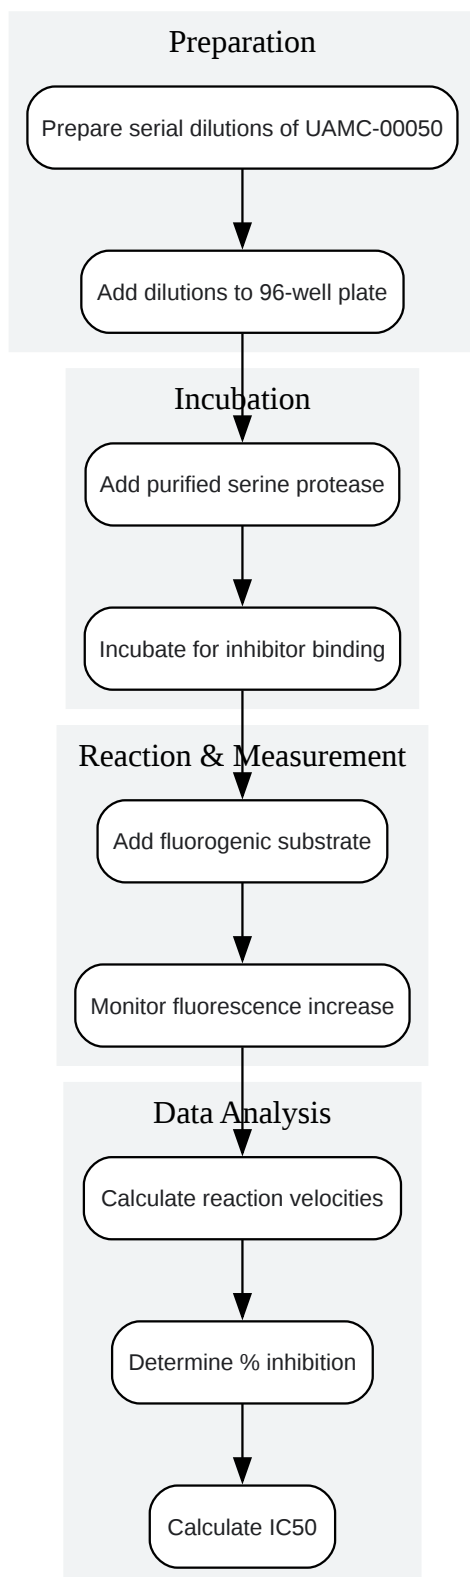 Preparation
Prepare serial dilutions of UAMC-00050
Add dilutions to 96-well plate
Incubation
Add purified serine protease
Incubate for inhibitor binding
Reaction & Measurement
Add fluorogenic substrate
Monitor fluorescence increase
Data Analysis
Calculate reaction velocities
Determine % inhibition
Calculate IC50